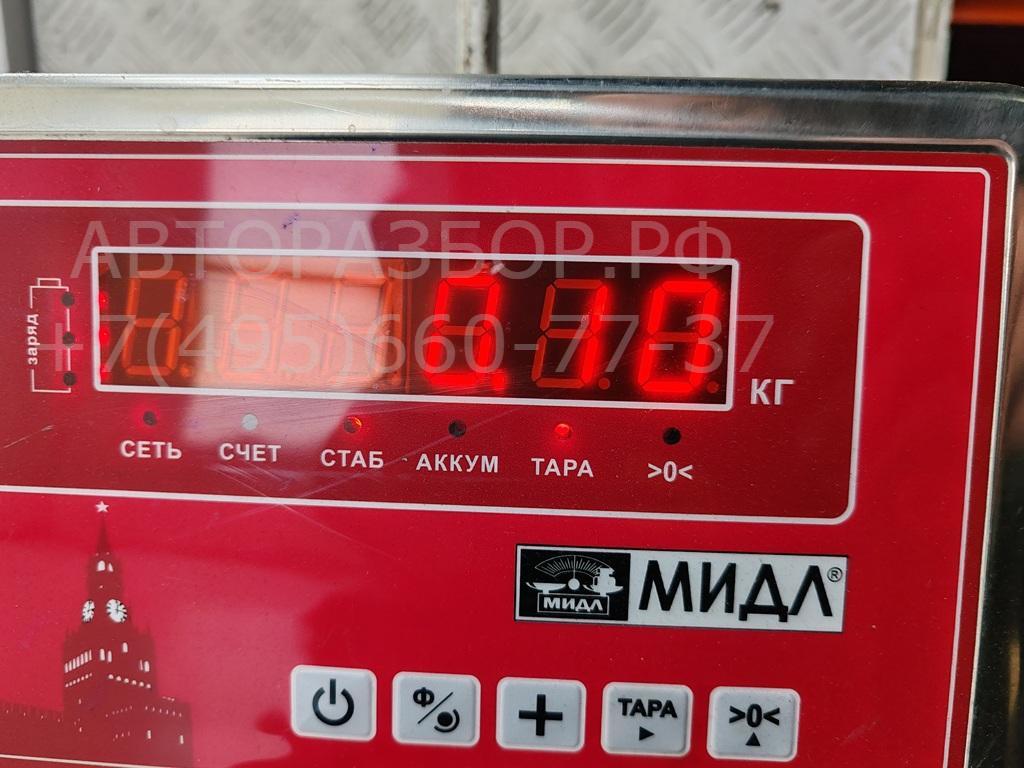 АВТОРАЗБОР.РФ
+7(495)660-77-37
заряд
0.10
КГ
СЕТЬ СЧЕТ СТАБ АККУМ ТАРА >0<
МИДЛ МИДЛ®
Ф ТАРА >0<